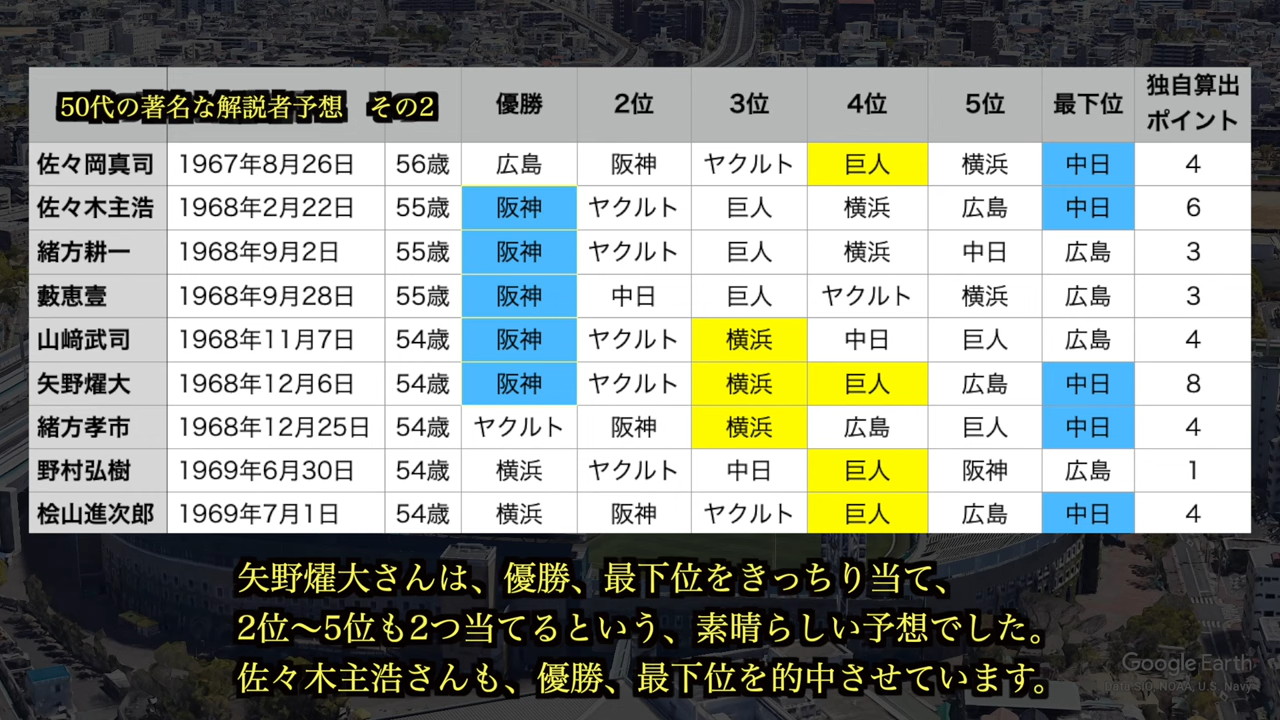 50代の著名な解説者予想 その2 優勝 2位 3位 4位 5位 最下位 独自算出ポイント
佐々岡真司 1967年8月26日 56歳 広島 阪神 ヤクルト 巨人 横浜 中日 4
佐々木主浩 1968年2月22日 55歳 阪神 ヤクルト 巨人 横浜 広島 中日 6
緒方耕一 1968年9月2日 55歳 阪神 ヤクルト 巨人 横浜 中日 広島 3
藪恵壹 1968年9月28日 55歳 阪神 中日 巨人 ヤクルト 横浜 広島 3
山﨑武司 1968年11月7日 54歳 阪神 ヤクルト 横浜 中日 巨人 広島 4
矢野燿大 1968年12月6日 54歳 阪神 ヤクルト 横浜 巨人 広島 中日 8
緒方孝市 1968年12月25日 54歳 ヤクルト 阪神 横浜 広島 巨人 中日 4
野村弘樹 1969年6月30日 54歳 横浜 ヤクルト 中日 巨人 阪神 広島 1
桧山進次郎 1969年7月1日 54歳 横浜 阪神 ヤクルト 巨人 広島 中日 4
矢野燿大さんは、優勝、最下位をきっちり当て、
2位〜5位も2つ当てるという、素晴らしい予想でした。
佐々木主浩さんも、優勝、最下位を的中させています。
Google Earth
Data SIO, NOAA, U.S. Navy